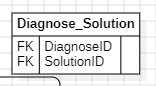 Diagnose_Solution
FK DiagnoseID
FK SolutionID